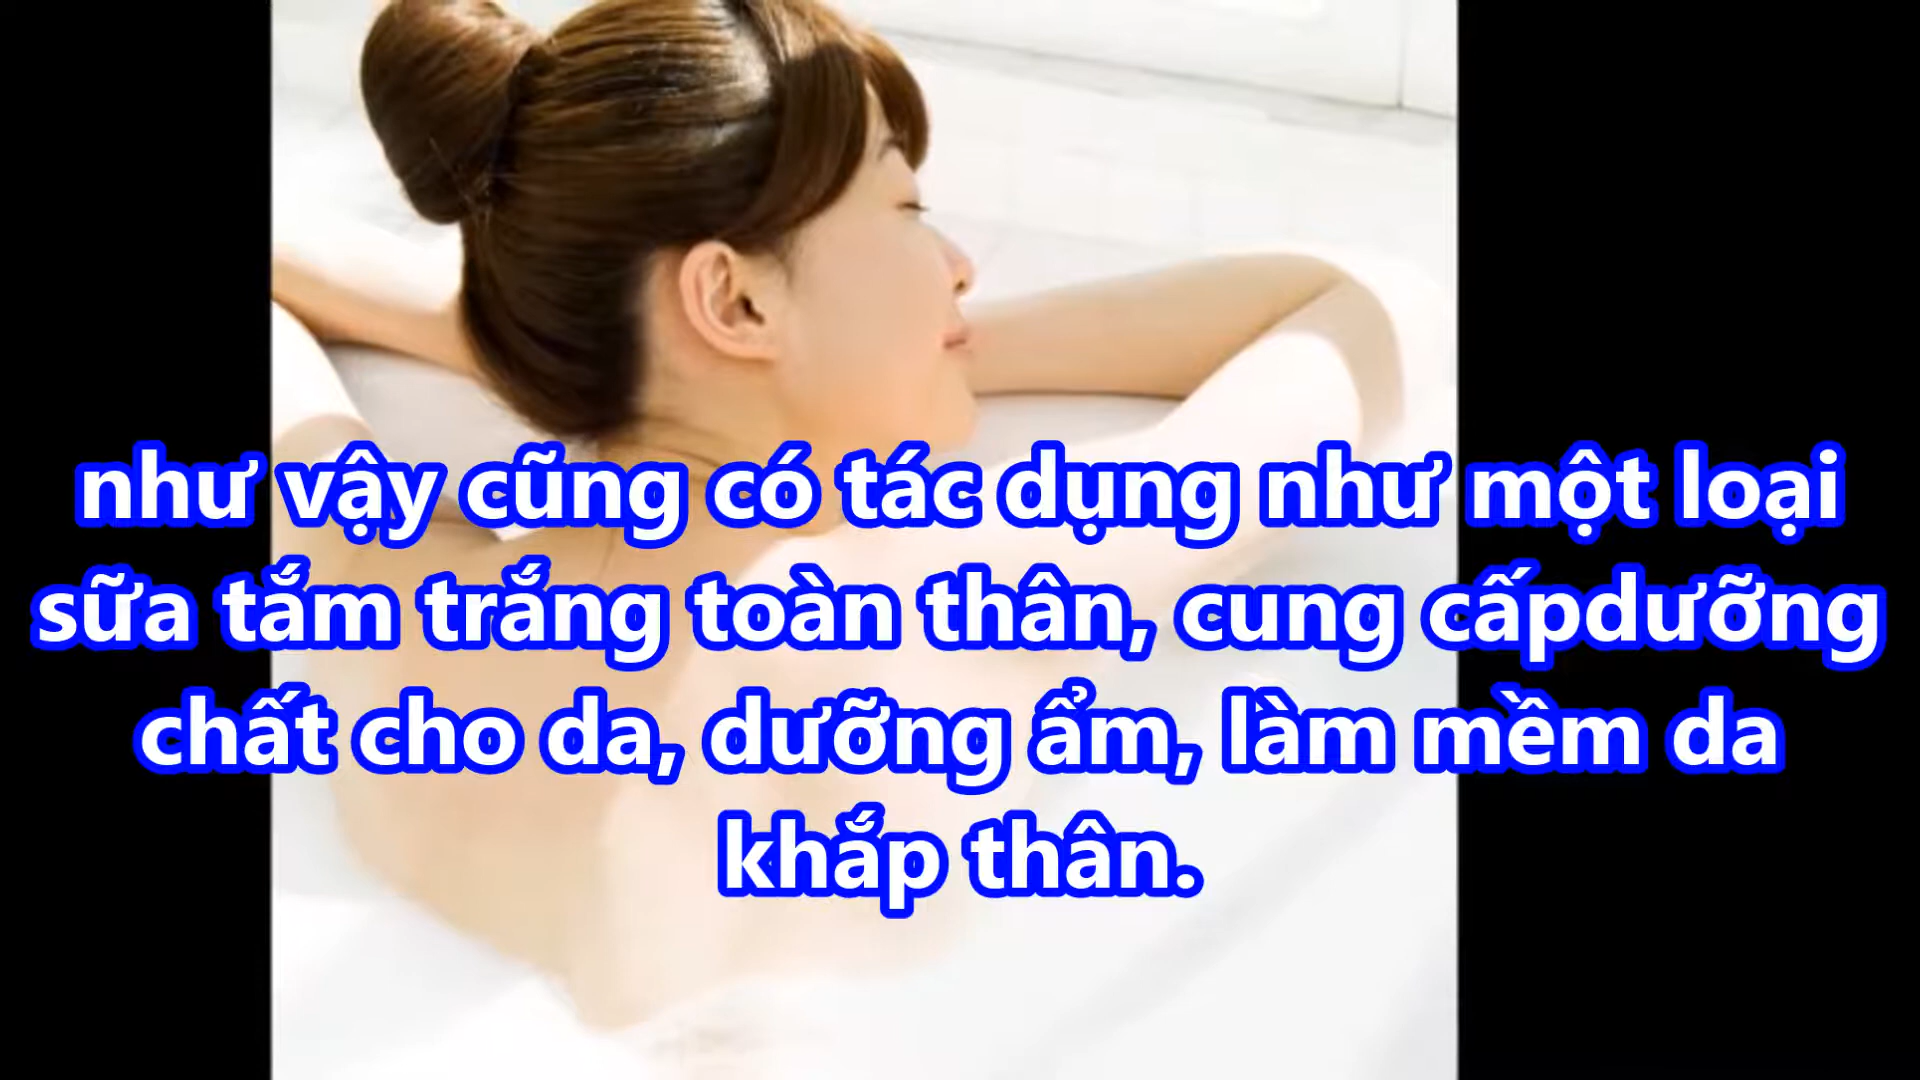 như vậy cũng có tác dụng như một loại
sữa tắm trắng toàn thân, cung cấpdưỡng
chất cho da, dưỡng ẩm, làm mềm da
khắp thân.